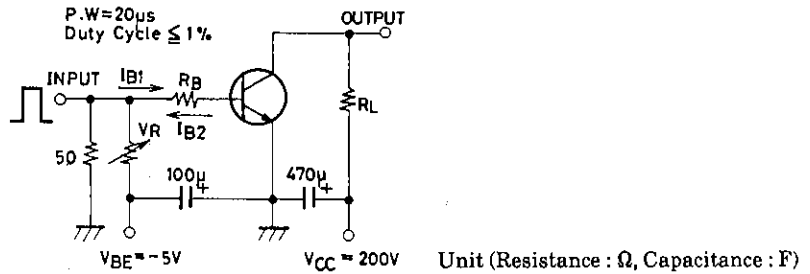 P.W=20μs
Duty Cycle ≦ 1%
OUTPUT
INPUT
IB1
RB
IB2
RL
VR
50
100μ
+
470μ
+
VBE=-5V
VCC=200V
Unit (Resistance : Ω, Capacitance : F)